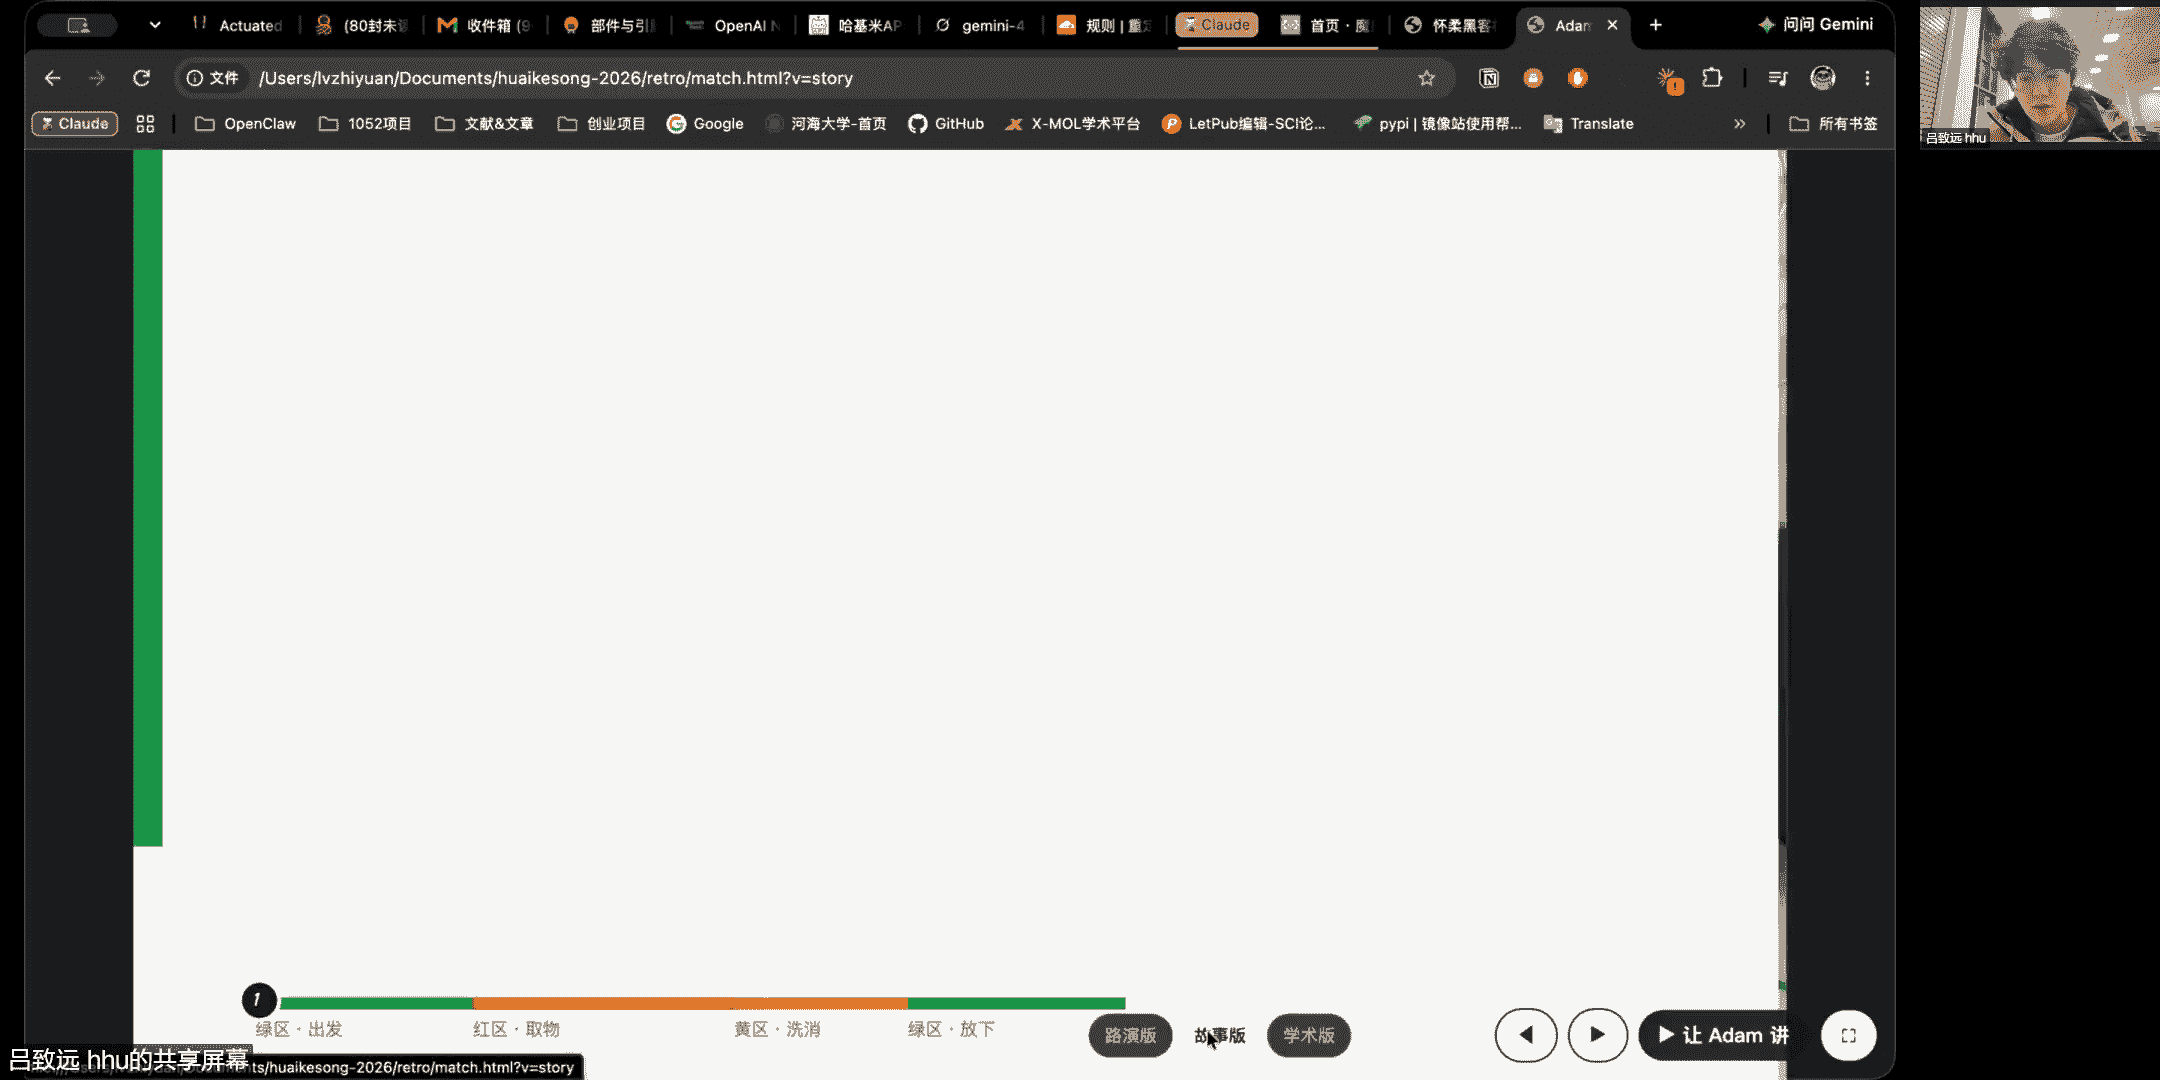 Actuated
(80封未读
收件箱 (9
部件与引
OpenAI N
哈基米AP
gemini-4
规则 | 重定
Claude
首页 · 魔
怀柔黑客
Adam
问问 Gemini
文件
/Users/lvzhiyuan/Documents/huaikesong-2026/retro/match.html?v=story
Claude
OpenClaw
1052项目
文献&文章
创业项目
Google
河海大学-首页
GitHub
X-MOL学术平台
LetPub编辑-SCI论...
pypi | 镜像站使用帮...
Translate
所有书签
吕致远 hhu
1
绿区 · 出发
红区 · 取物
黄区 · 洗消
绿区 · 放下
路演版
故事版
学术版
让 Adam 讲
吕致远 hhu的共享屏幕
ts/huaikesong-2026/retro/match.html?v=story